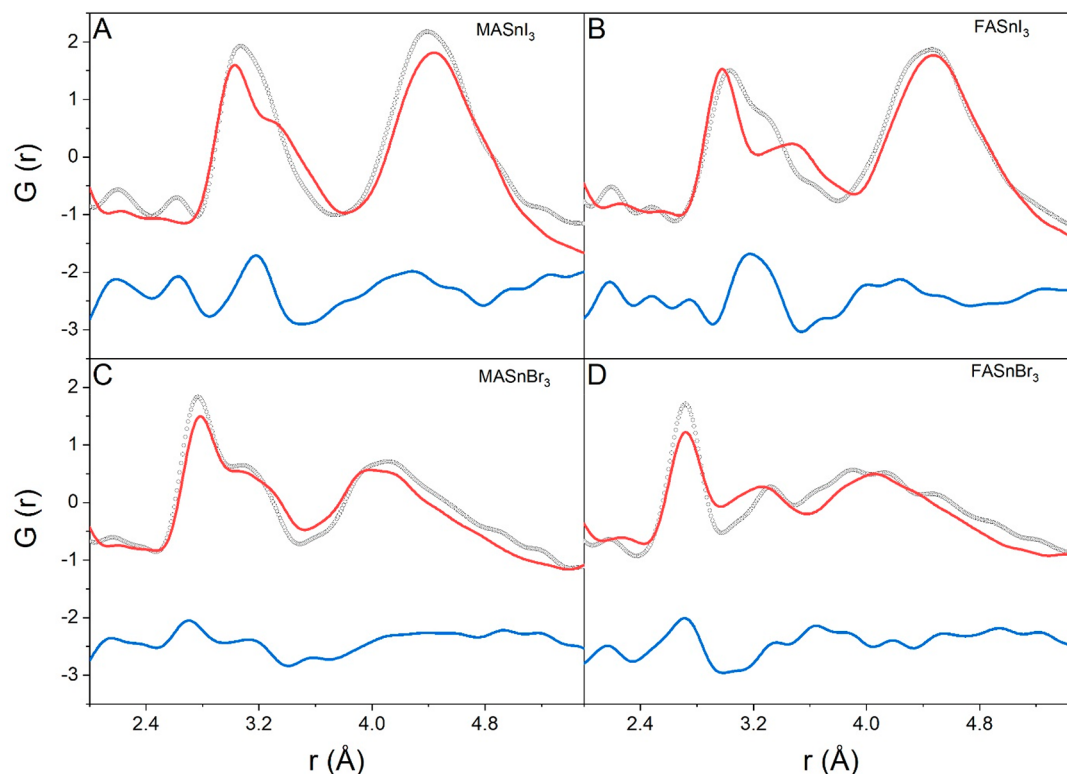 A
MASnI₃
B
FASnI₃
2
1
0
-1
-2
-3
G (r)
C
MASnBr₃
D
FASnBr₃
2
1
0
-1
-2
-3
G (r)
2.4
3.2
4.0
4.8
2.4
3.2
4.0
4.8
r (Å)
r (Å)